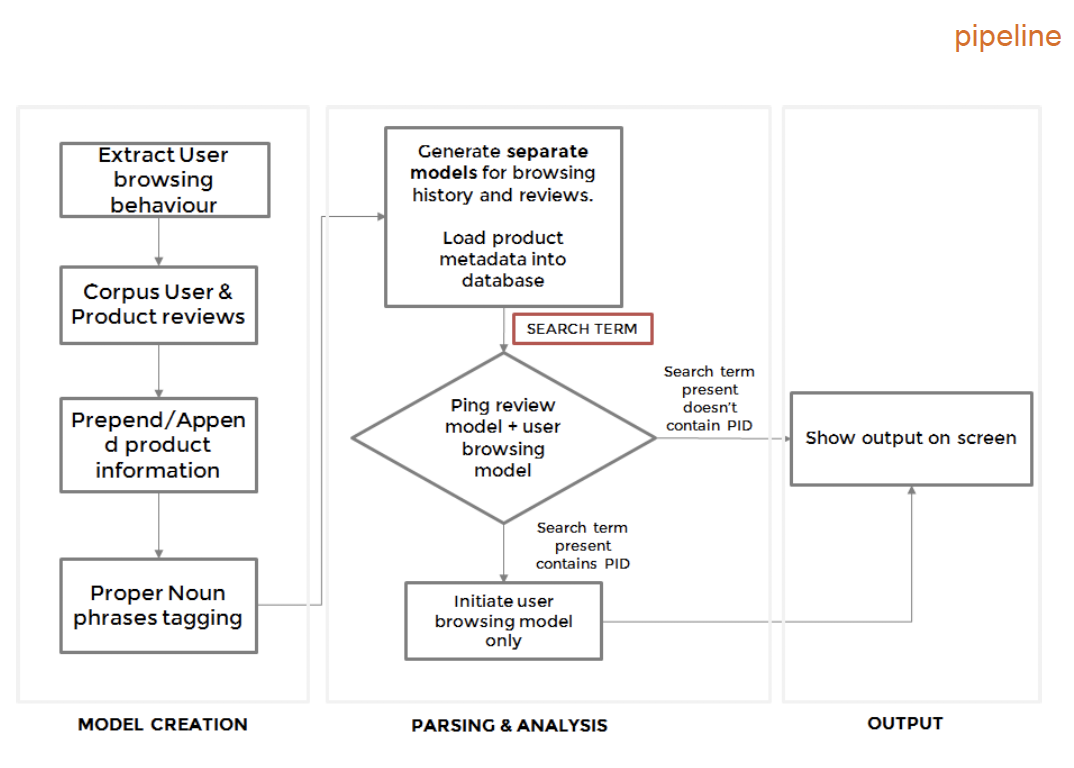 pipeline
Extract User
browsing
behaviour
Corpus User &
Product reviews
Prepend/Appen
d product
information
Proper Noun
phrases tagging
MODEL CREATION
Generate separate
models for browsing
history and reviews.
Load product
metadata into
database
SEARCH TERM
Ping review
model + user
browsing
model
Search term
present
doesn't
contain PID
Search term
present
contains PID
Initiate user
browsing model
only
PARSING & ANALYSIS
Show output on screen
OUTPUT